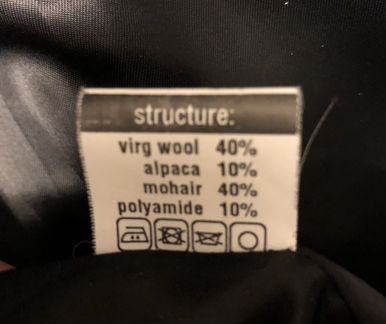 structure:
virg wool 40%
alpaca 10%
mohair 40%
polyamide 10%